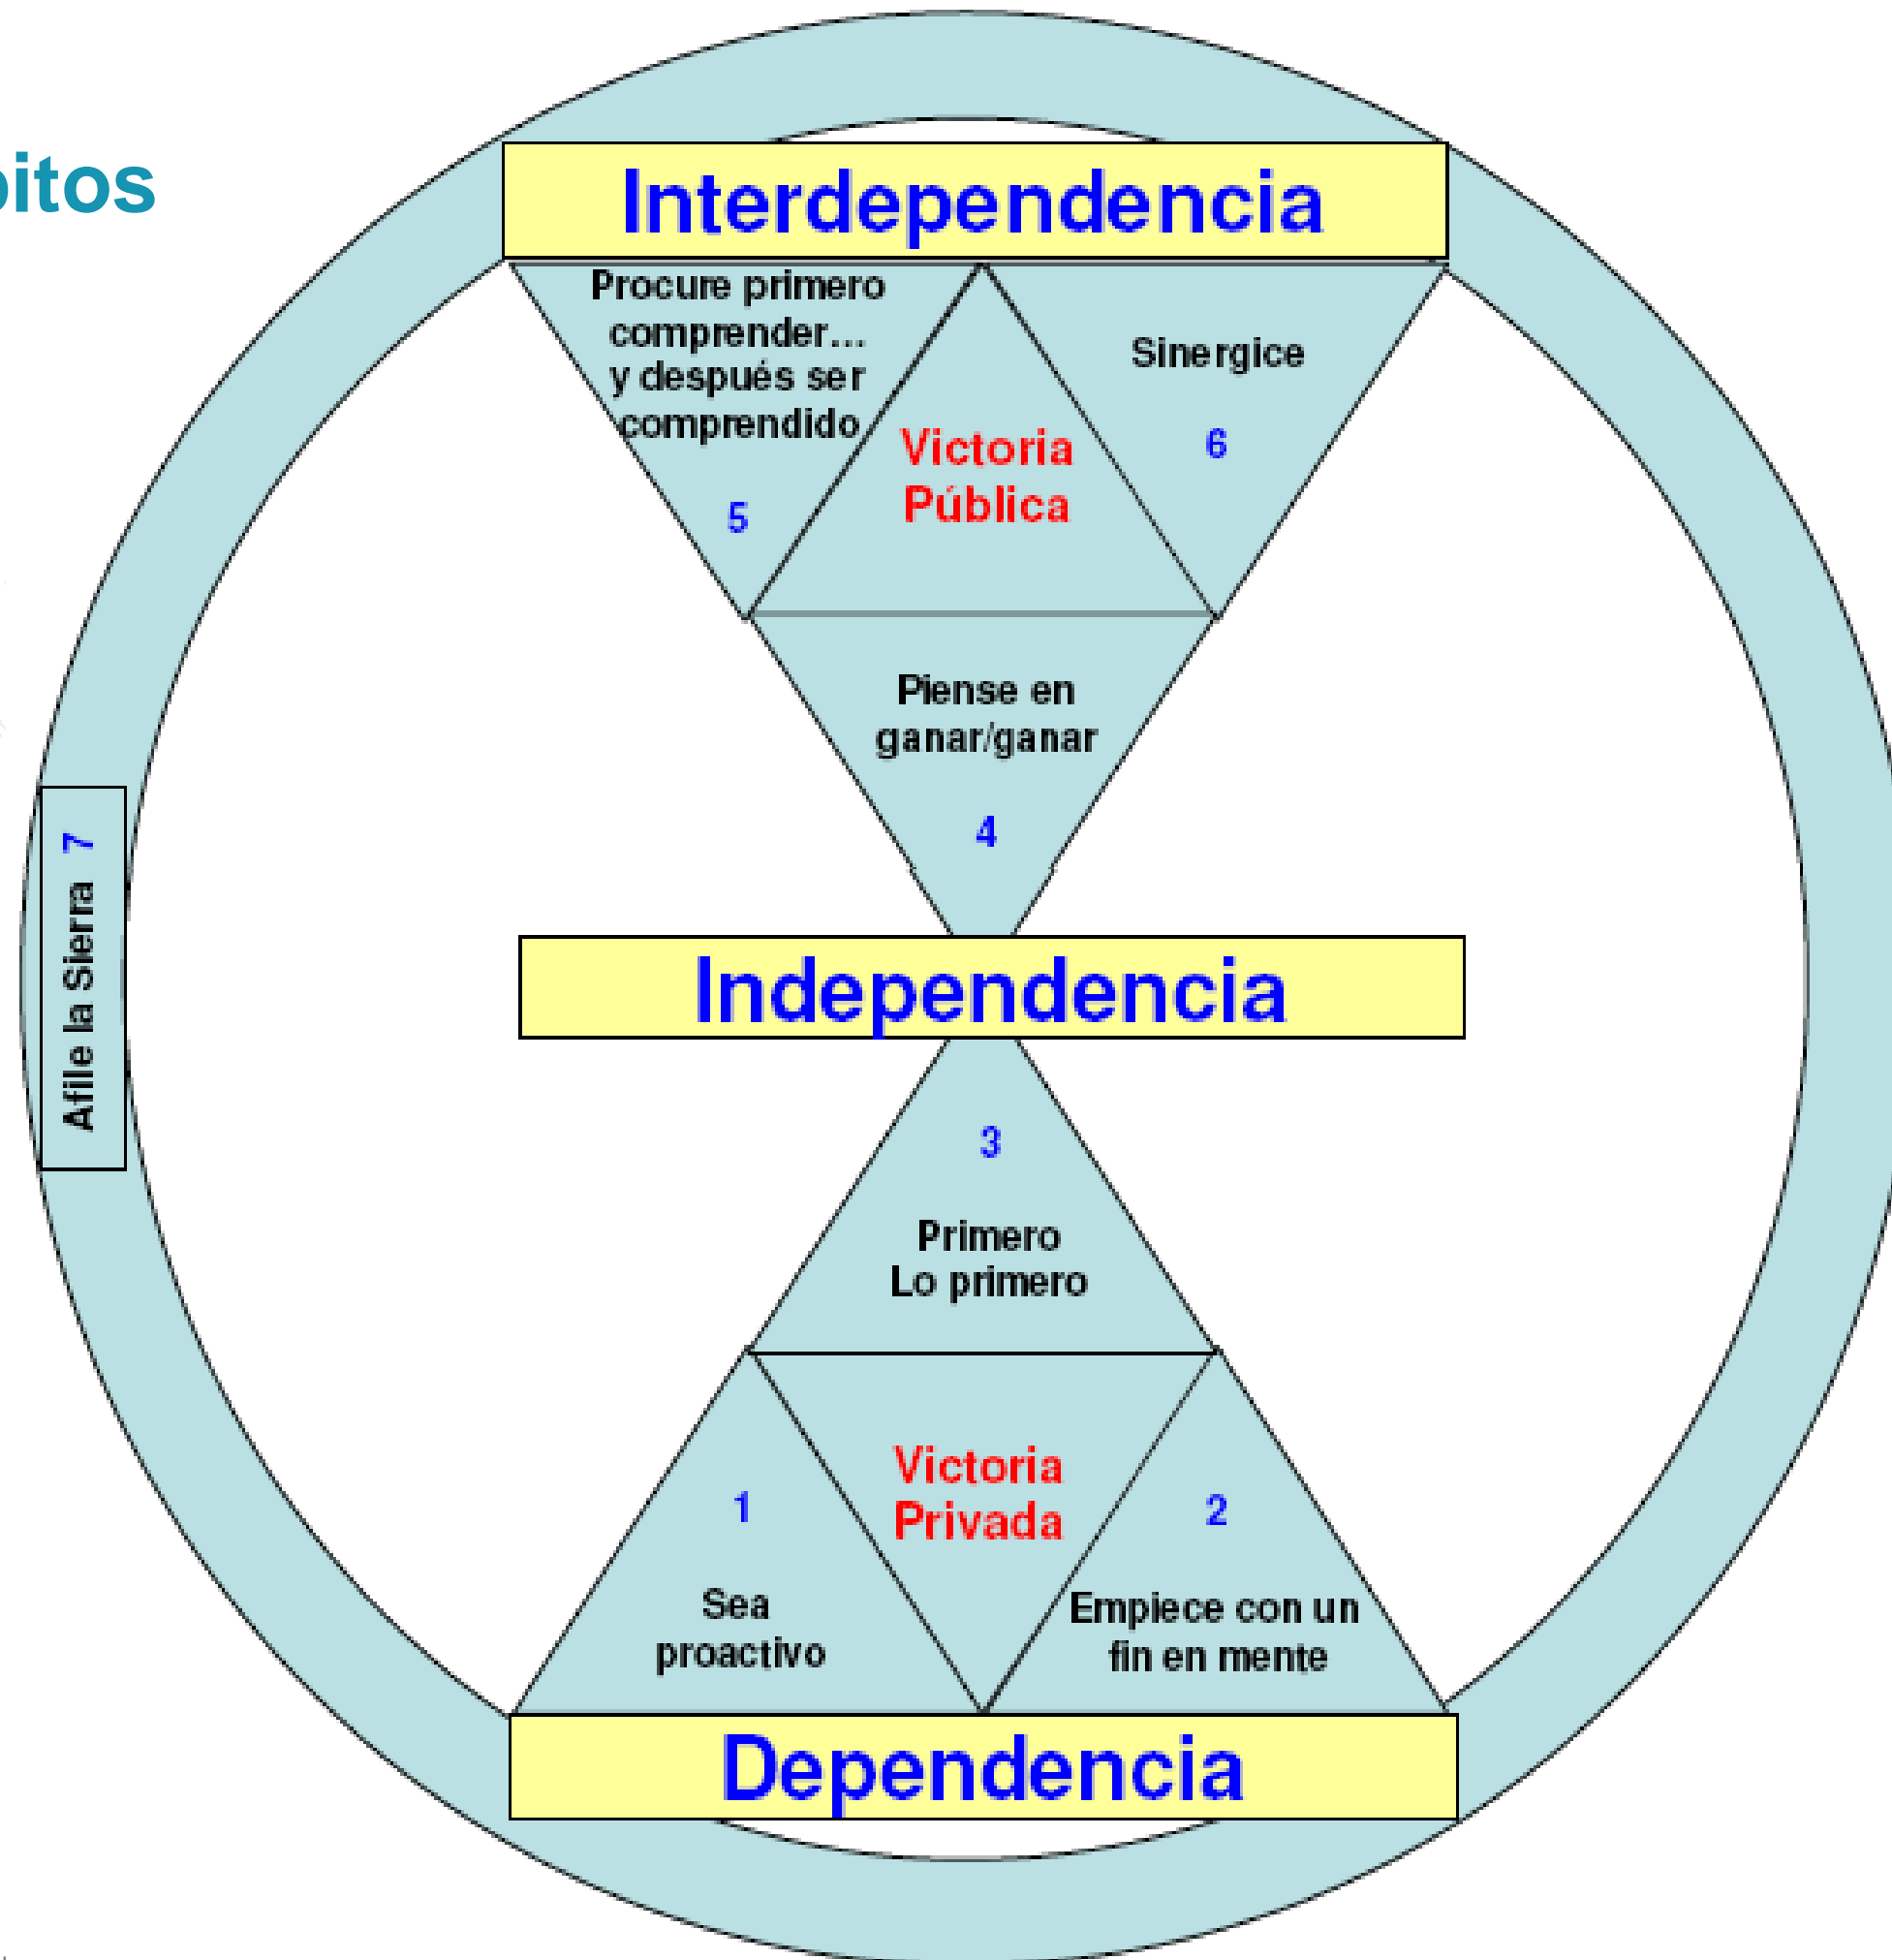 bitos
Interdependencia
Procure primero
comprender...
y después ser
comprendido
5
Sinergice
6
Victoria
Pública
Piense en
ganar/ganar
4
Afile la Sierra 7
Independencia
3
Primero
Lo primero
Victoria
Privada
1
Sea
proactivo
2
Empiece con un
fin en mente
Dependencia